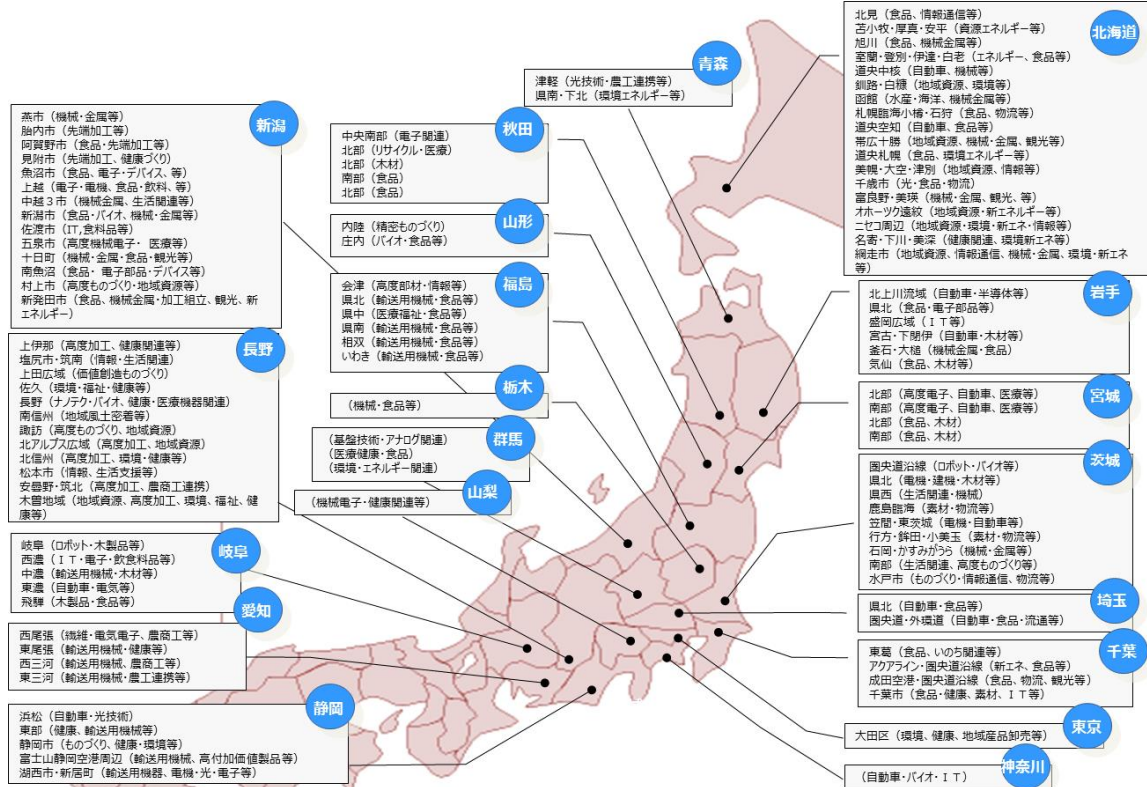 北海道
北見（食品、情報通信等）
苫小牧・厚真・安平（資源エネルギー等）
旭川（食品、機械金属等）
室蘭・登別・伊達・白老（エネルギー、食品等）
道央中核（自動車、機械等）
釧路・白糠（地域資源、環境等）
函館（水産・海洋、機械金属等）
札幌臨海小樽・石狩（食品、物流等）
道央空知（自動車、食品等）
帯広十勝（地域資源、機械・金属、観光等）
道央札幌（食品、環境エネルギー等）
美幌・大空・津別（地域資源、情報等）
千歳市（光・食品・物流）
富良野・美瑛（機械・金属、観光、等）
オホーツク遠紋（地域資源・新エネルギー等）
ニセコ周辺（地域資源・環境・新エネ・情報等）
名寄・下川・美深（健康関連、環境新エネ等）
網走市（地域資源、情報通信、機械・金属、環境・新エネ
等）
青森
津軽（光技術・農工連携等）
県南・下北（環境エネルギー等）
新潟
燕市（機械・金属等）
胎内市（先端加工等）
阿賀野市（食品・先端加工等）
見附市（先端加工、健康づくり）
魚沼市（食品、電子・デバイス、等）
上越（電子・電機、食品・飲料、等）
中越３市（機械金属、生活関連等）
新潟市（食品・バイオ、機械・金属等）
佐渡市（IT,食料品等）
五泉市（高度機械電子・ 医療等）
十日町（機械・金属・食品・観光等）
南魚沼（食品・ 電子部品・デバイス等）
村上市（高度ものづくり・地域資源等）
新発田市（食品、機械金属・加工組立、観光、新
エネルギー）
秋田
中央南部（電子関連）
北部（リサイクル・医療）
北部（木材）
南部（食品）
北部（食品）
山形
内陸（精密ものづくり）
庄内（バイオ・食品等）
福島
会津（高度部材・情報等）
県北（輸送用機械・食品等）
県中（医療福祉・食品等）
県南（輸送用機械・食品等）
相双（輸送用機械・食品等）
いわき（輸送用機械・食品等）
岩手
北上川流域（自動車・半導体等）
県北（食品・電子部品等）
盛岡広域（ＩＴ等）
宮古・下閉伊（自動車・木材等）
釜石・大槌（機械金属・食品）
気仙（食品、木材等）
長野
上伊那（高度加工、健康関連等）
塩尻市・筑南（情報・生活関連）
上田広域（価値創造ものづくり）
佐久（環境・福祉・健康等）
長野（ナノテク・バイオ、健康・医療機器関連）
南信州（地域風土密着等）
諏訪（高度ものづくり、地域資源）
北アルプス広域（高度加工、地域資源）
北信州（高度加工、環境・健康等）
松本市（情報、生活支援等）
安曇野・筑北（高度加工、農商工連携）
木曽地域（地域資源、高度加工、環境、福祉、健
康等）
栃木
（機械・食品等）
宮城
北部（高度電子、自動車、医療等）
南部（高度電子、自動車、医療等）
北部（食品、木材）
南部（食品、木材）
群馬
（基盤技術・アナログ関連）
（医療健康・食品）
（環境・エネルギー関連）
山梨
（機械電子・健康関連等）
茨城
圏央道沿線（ロボット・バイオ等）
県北（電機・建機・木材等）
県西（生活関連・機械）
鹿島臨海（素材・物流等）
笠間・東茨城（電機・自動車等）
行方・鉾田・小美玉（素材・物流等）
石岡・かすみがうら（機械・金属等）
南部（生活関連、高度ものづくり等）
水戸市（ものづくり・情報通信、物流等）
岐阜
岐阜（ロボット・木製品等）
西濃（ＩＴ・電子・飲食料品等）
中濃（輸送用機械・木材等）
東濃（自動車・電気等）
飛騨（木製品・食品等）
埼玉
県北（自動車・食品等）
圏央道・外環道（自動車・食品・流通等）
愛知
西尾張（繊維・電気電子、農商工等）
東尾張（輸送用機械・健康等）
西三河（輸送用機械、農商工等）
東三河（輸送用機械・農工連携等）
千葉
東葛（食品、いのち関連等）
アクアライン・圏央道沿線（新エネ、食品等）
成田空港・圏央道沿線（食品、物流、観光等）
千葉市（食品・健康、素材、ＩＴ等）
静岡
浜松（自動車・光技術）
東部（健康、輸送用機械等）
静岡市（ものづくり、健康・環境等）
富士山静岡空港周辺（輸送用機械、高付加価値製品等）
湖西市・新居町（輸送用機器、電機・光・電子等）
東京
大田区（環境、健康、地域産品卸売等）
神奈川
（自動車・バイオ・ＩＴ）